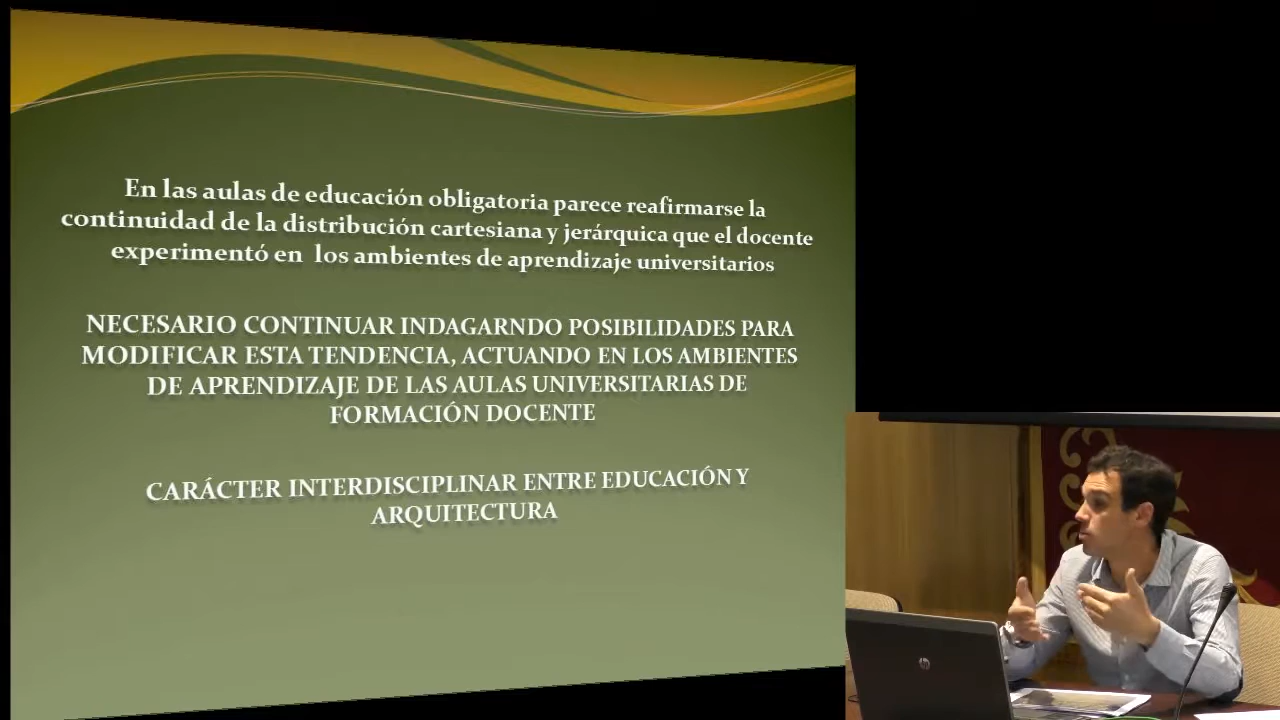 En las aulas de educación obligatoria parece reafirmarse la
continuidad de la distribución cartesiana y jerárquica que el docente
experimentó en los ambientes de aprendizaje universitarios
NECESARIO CONTINUAR INDAGARNDO POSIBILIDADES PARA
MODIFICAR ESTA TENDENCIA, ACTUANDO EN LOS AMBIENTES
DE APRENDIZAJE DE LAS AULAS UNIVERSITARIAS DE
FORMACIÓN DOCENTE
CARÁCTER INTERDISCIPLINAR ENTRE EDUCACIÓN Y
ARQUITECTURA
hp